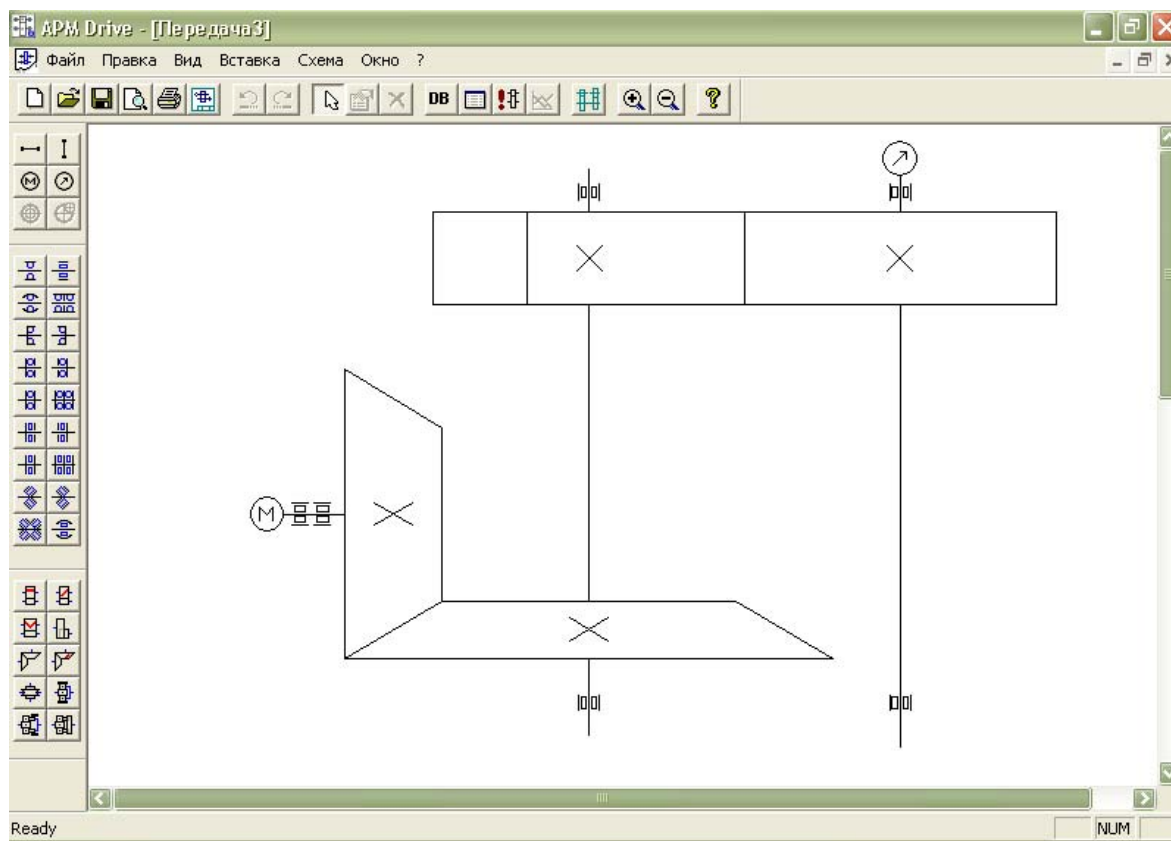 APM Drive - [Передача3]
Файл Правка Вид Вставка Схема Окно ?
DB
M
M
Ready
NUM